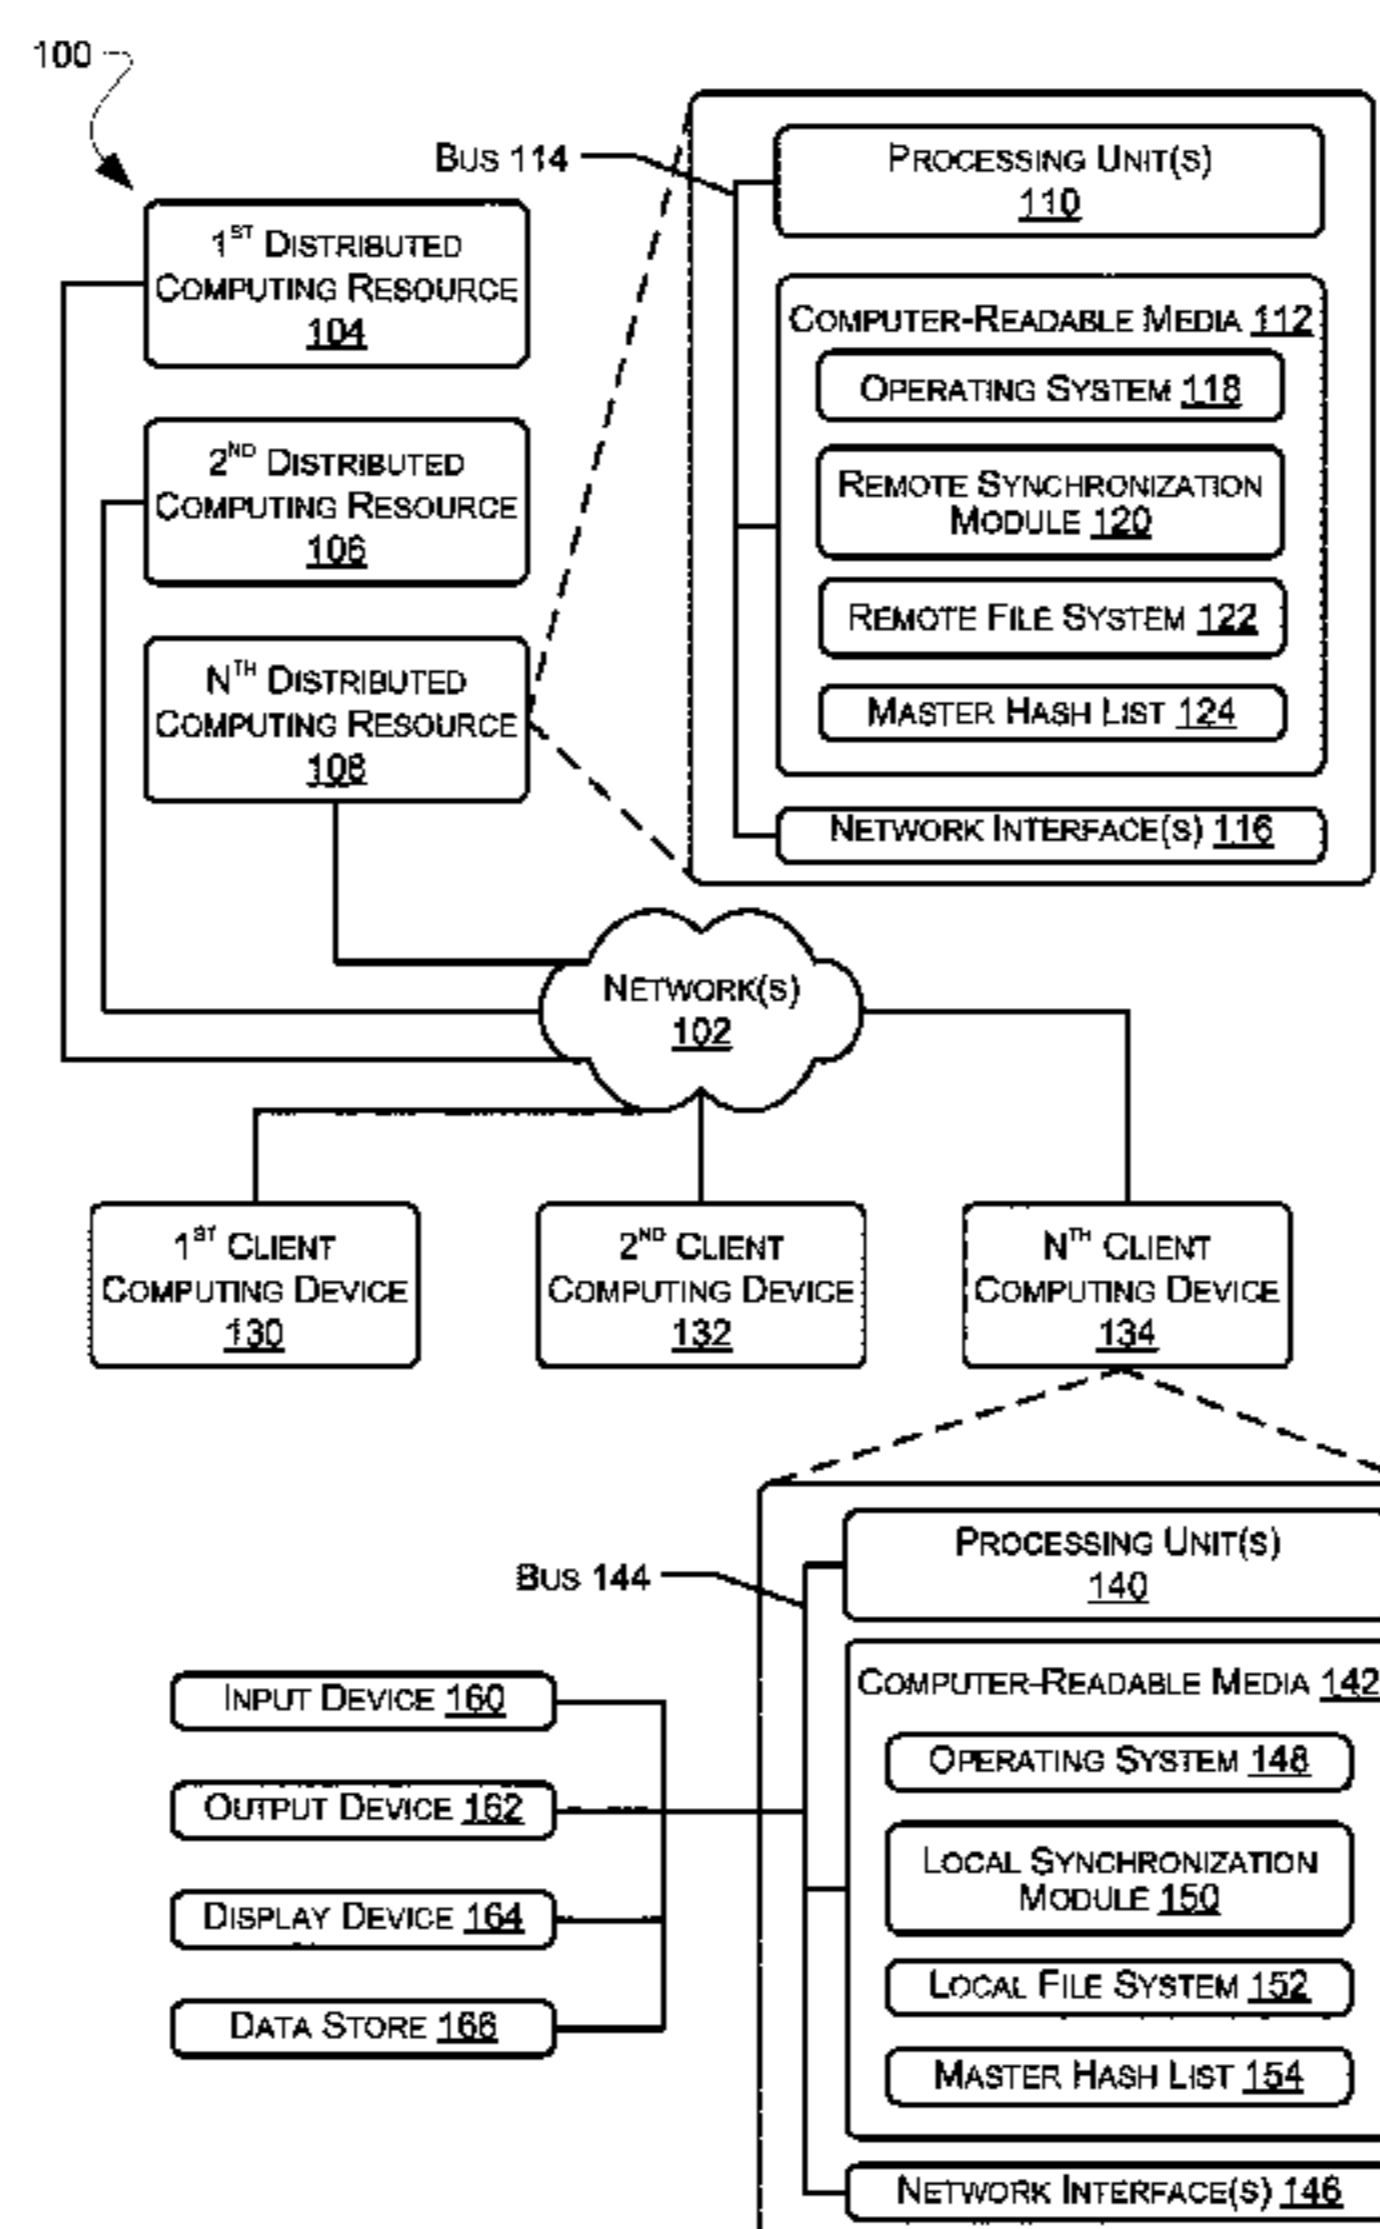 100
BUS 114
PROCESSING UNIT(S)
110
1ST DISTRIBUTED
COMPUTING RESOURCE
104
COMPUTER-READABLE MEDIA 112
OPERATING SYSTEM 118
2ND DISTRIBUTED
COMPUTING RESOURCE
106
REMOTE SYNCHRONIZATION
MODULE 120
REMOTE FILE SYSTEM 122
NTH DISTRIBUTED
COMPUTING RESOURCE
108
MASTER HASH LIST 124
NETWORK INTERFACE(S) 116
NETWORK(S)
102
1ST CLIENT
COMPUTING DEVICE
130
2ND CLIENT
COMPUTING DEVICE
132
NTH CLIENT
COMPUTING DEVICE
134
BUS 144
PROCESSING UNIT(S)
140
COMPUTER-READABLE MEDIA 142
INPUT DEVICE 160
OPERATING SYSTEM 148
OUTPUT DEVICE 162
LOCAL SYNCHRONIZATION
MODULE 150
DISPLAY DEVICE 164
LOCAL FILE SYSTEM 152
DATA STORE 166
MASTER HASH LIST 154
NETWORK INTERFACE(S) 146